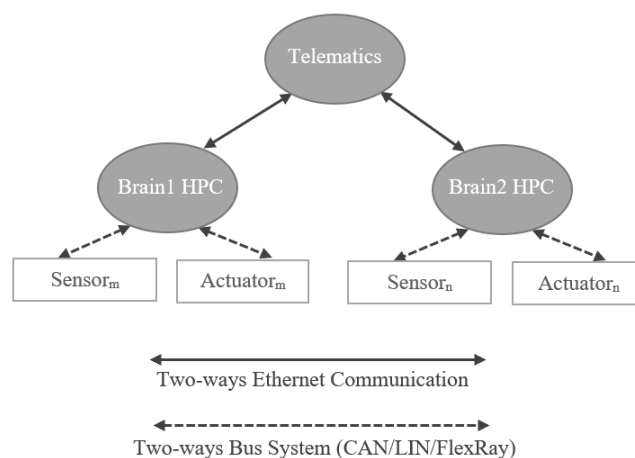 Telematics
Brain1 HPC
Brain2 HPC
Sensorₘ
Actuatorₘ
Sensorₙ
Actuatorₙ
Two-ways Ethernet Communication
Two-ways Bus System (CAN/LIN/FlexRay)